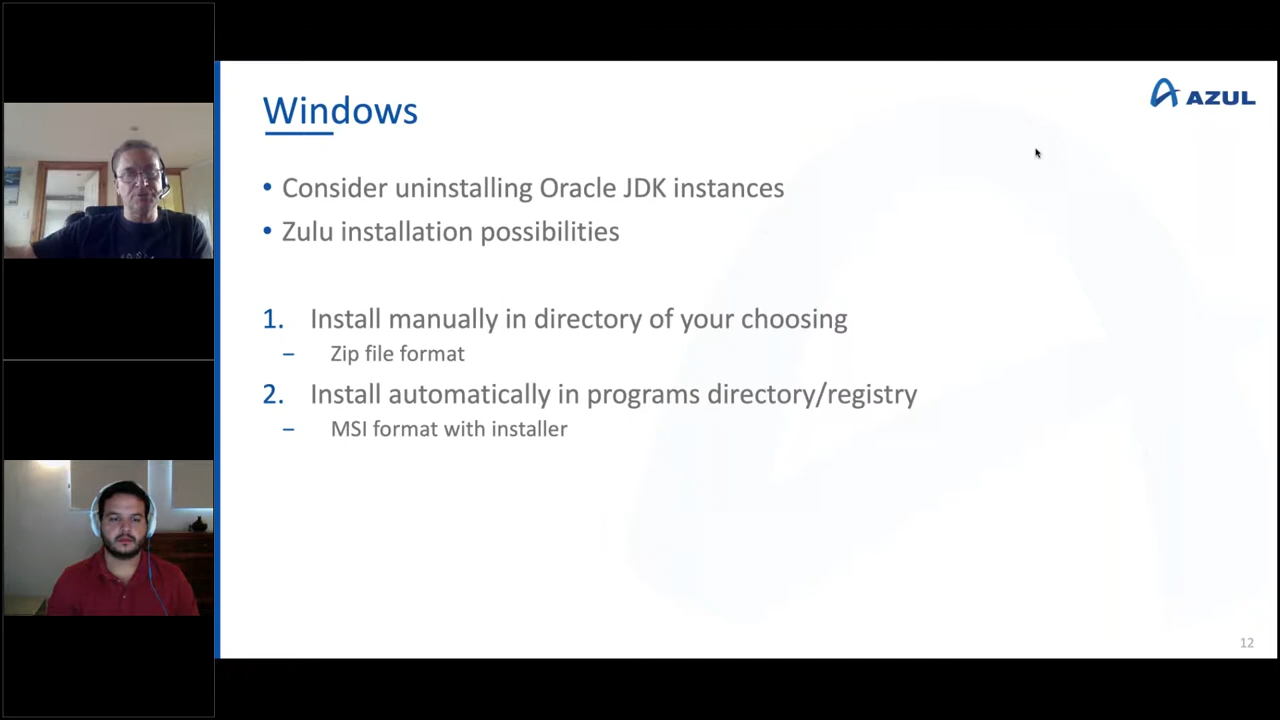 Windows
AZUL
• Consider uninstalling Oracle JDK instances
• Zulu installation possibilities
1. Install manually in directory of your choosing
– Zip file format
2. Install automatically in programs directory/registry
– MSI format with installer
12